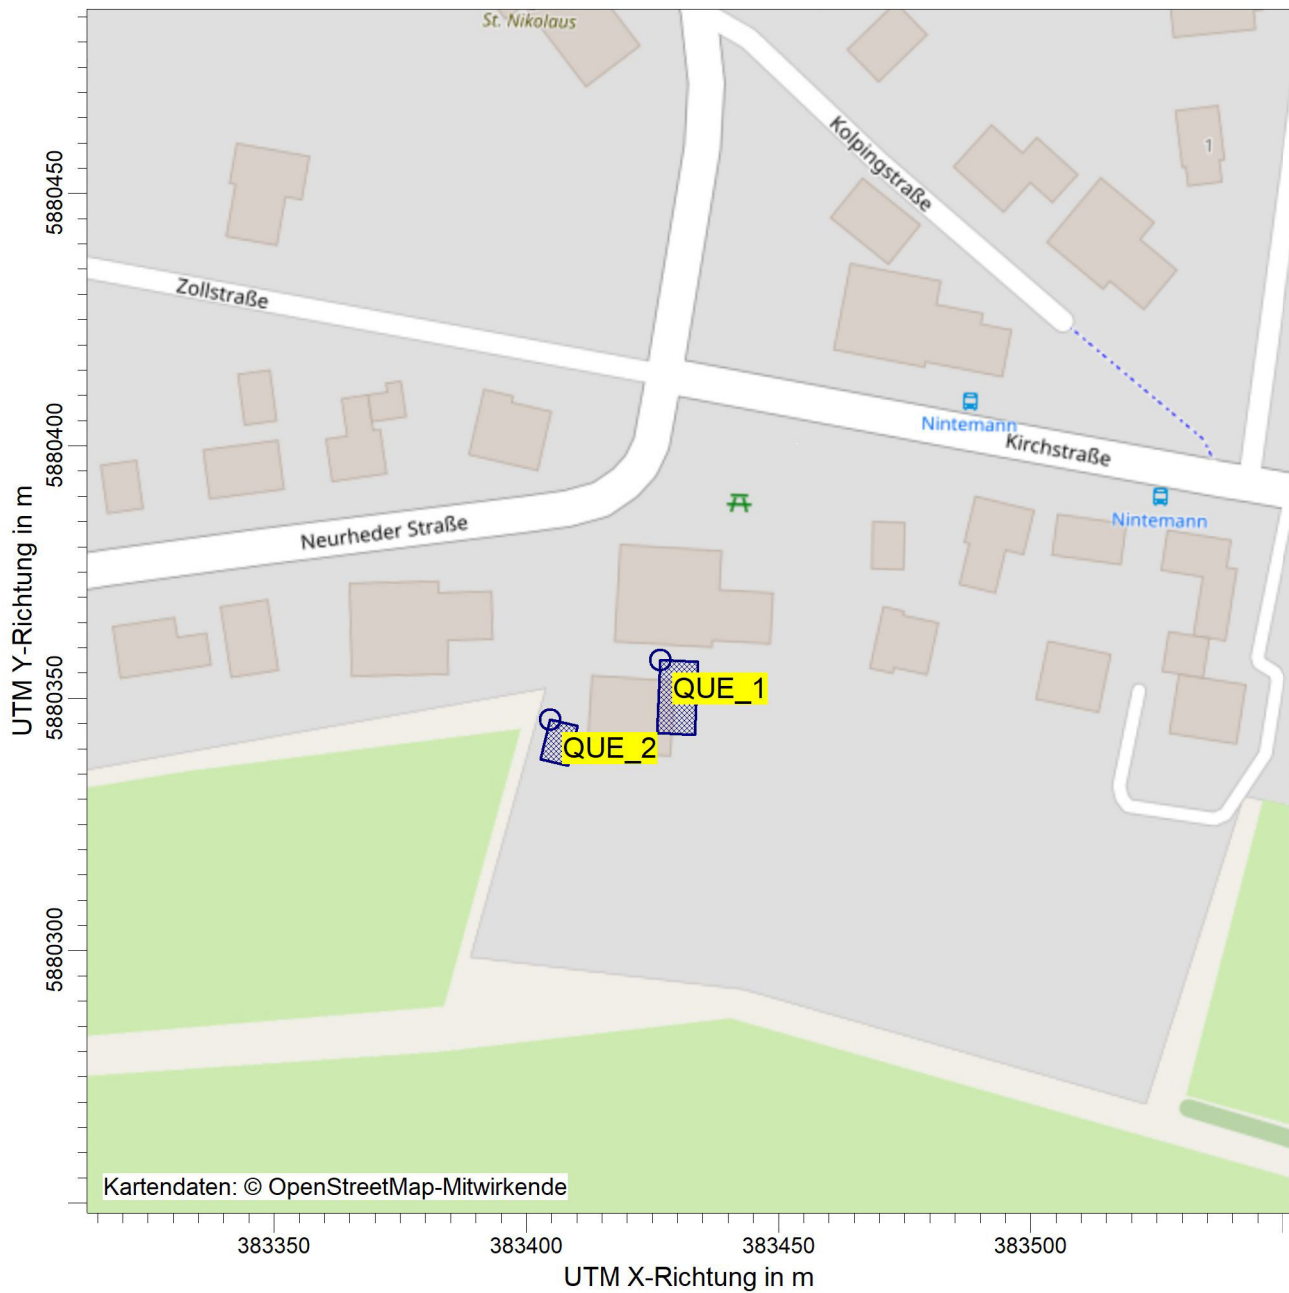 St. Nikolaus
Kolpingstraße
1
Zollstraße
Nintemann
Kirchstraße
Nintemann
Neurheder Straße
QUE_1
QUE_2
Kartendaten: © OpenStreetMap-Mitwirkende
5880450
5880400
5880350
5880300
UTM Y-Richtung in m
383350
383400
383450
383500
UTM X-Richtung in m